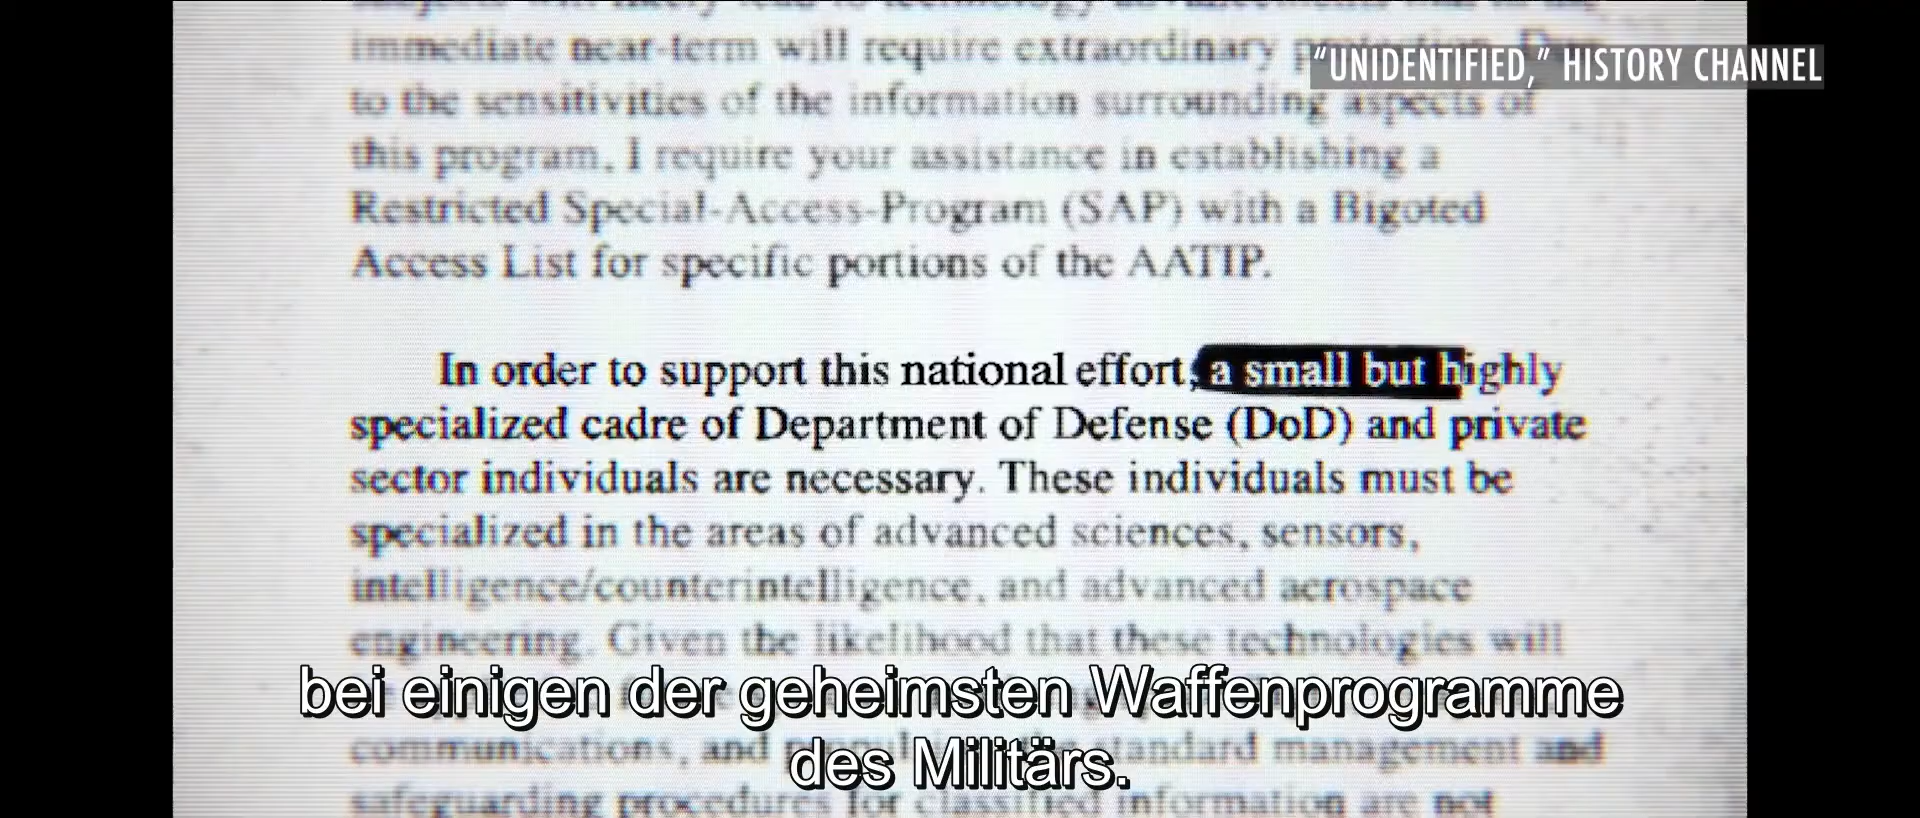 immediate near-term will require extraordinary
“UNIDENTIFIED,” HISTORY CHANNEL
to the sensitivities of the information surrounding aspects of
this program, I require your assistance in establishing a
Restricted Special-Access-Program (SAP) with a Bigoted
Access List for specific portions of the AATIP.
In order to support this national effort, a small but highly
specialized cadre of Department of Defense (DoD) and private
sector individuals are necessary. These individuals must be
specialized in the areas of advanced sciences, sensors,
intelligence/counterintelligence, and advanced aerospace
engineering. Given the likelihood that these technologies will
bei einigen der geheimsten Waffenprogramme
communications, and standard management and
des Militärs.
safeguarding procedures for classified information are not